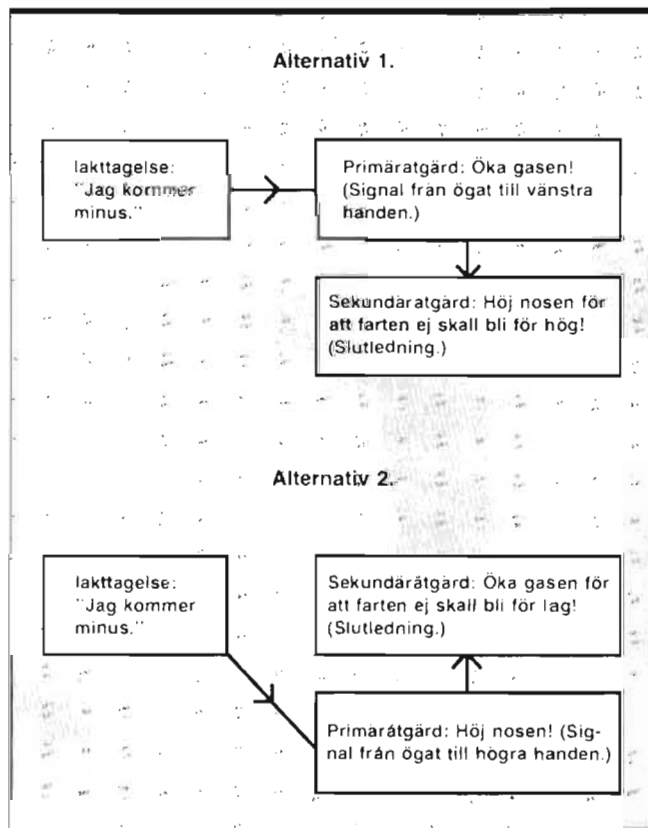 Alternativ 1.
Iakttagelse:
"Jag kommer
minus."
Primäratgärd: Öka gasen!
(Signal från ögat till vänstra
handen.)
Sekundäratgärd: Höj nosen för
att farten ej skall bli för hög!
(Slutledning.)
Alternativ 2.
Iakttagelse:
"Jag kommer
minus."
Sekundäråtgärd: Öka gasen för
att farten ej skall bli för lag!
(Slutledning.)
Primaråtgärd: Höj nosen! (Sig-
nal från ögat till högra handen.)